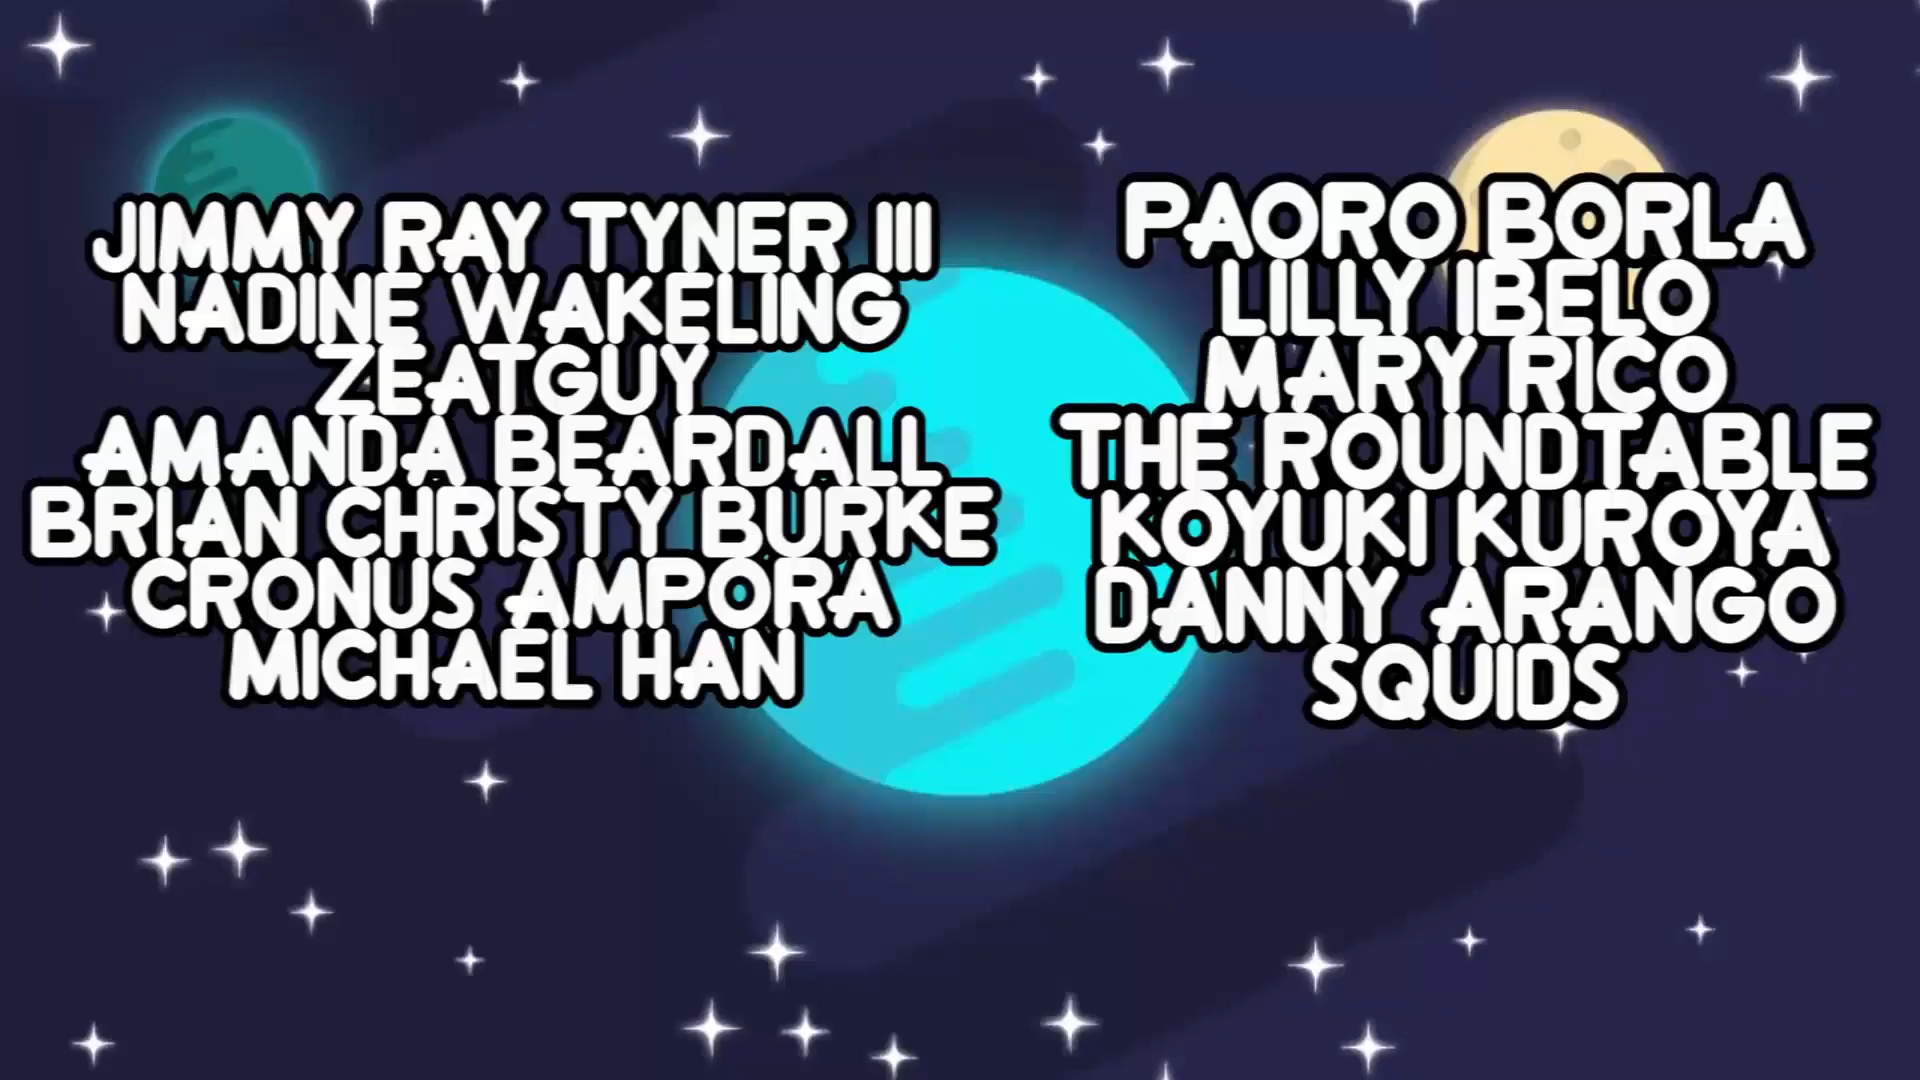 JIMMY RAY TYNER III
NADINE WAKELING
ZEATGUY
AMANDA BEARDALL
BRIAN CHRISTY BURKE
CRONUS AMPORA
MICHAEL HAN
PAORO BORLA
LILLY IBELO
MARY RICO
THE ROUNDTABLE
KOYUKI KUROYA
DANNY ARANGO
SQUIDS